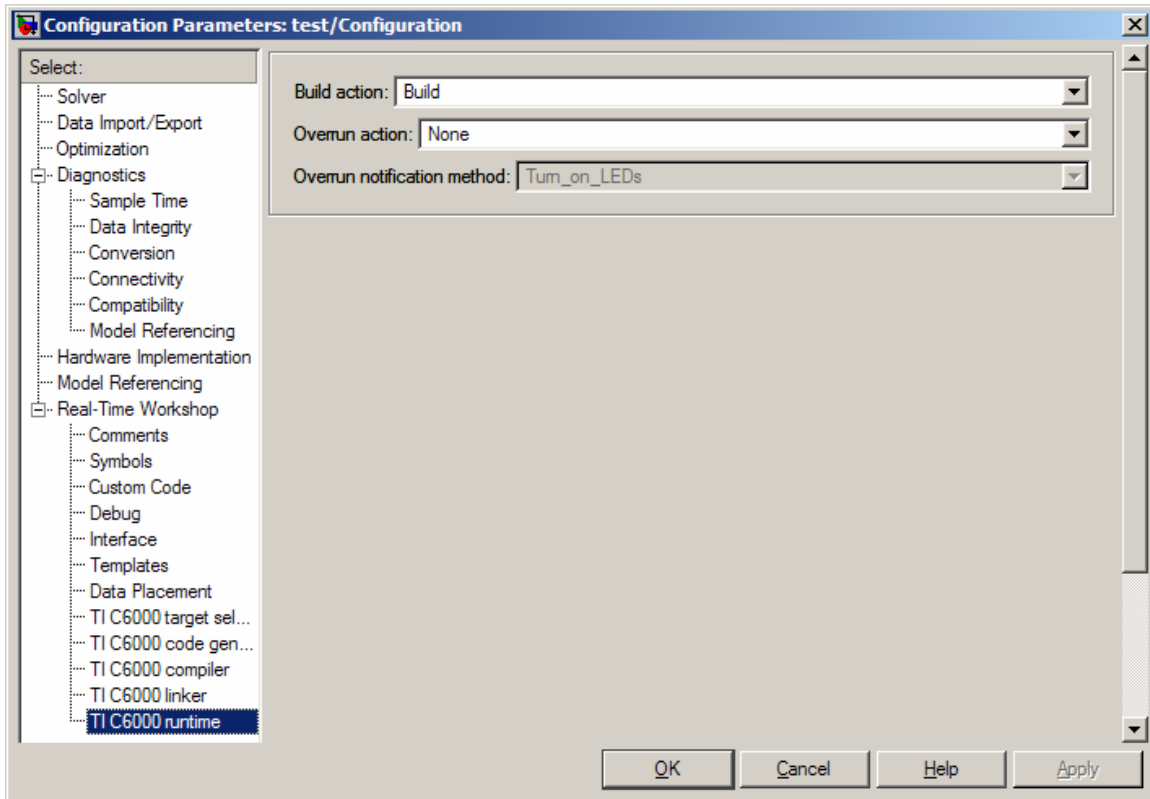 Configuration Parameters: test/Configuration
Select:
Solver
Data Import/Export
Optimization
Diagnostics
Sample Time
Data Integrity
Conversion
Connectivity
Compatibility
Model Referencing
Hardware Implementation
Model Referencing
Real-Time Workshop
Comments
Symbols
Custom Code
Debug
Interface
Templates
Data Placement
TI C6000 target sel...
TI C6000 code gen...
TI C6000 compiler
TI C6000 linker
TI C6000 runtime
Build action: Build
Overrun action: None
Overrun notification method: Turn_on_LEDs
OK Cancel Help Apply